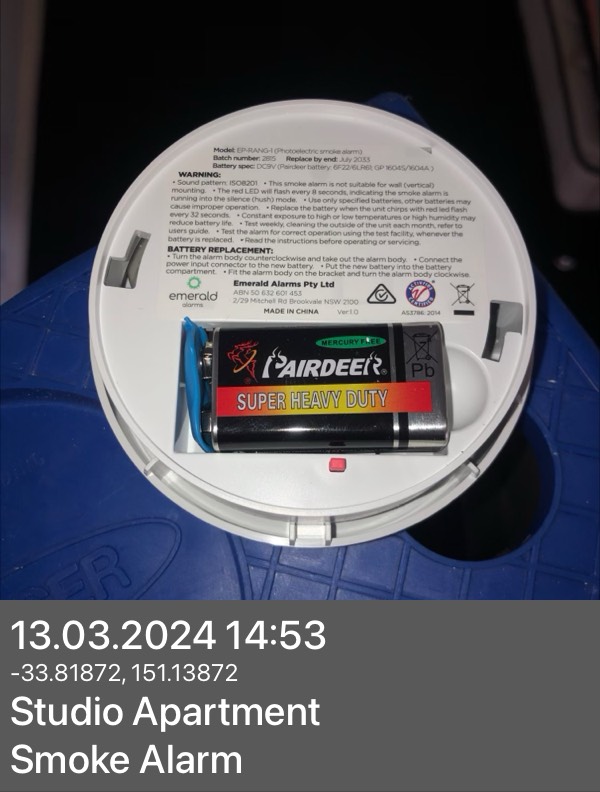 Model: EP-RANG-1 (Photoelectric smoke alarm)
Batch number: 2815 Replace by end: July 2033
Battery spec: DC9V (Pairdeer battery: 6F22/6LR61; GP 1604S/1604A)
WARNING:
• Sound pattern: ISO8201 • This smoke alarm is not suitable for wall (vertical)
mounting. • The red LED will flash every 8 seconds, indicating the smoke alarm is
running into the silence (hush) mode. • Use only specified batteries, other batteries may
cause improper operation. • Replace the battery when the unit chirps with red led flash
every 32 seconds. • Constant exposure to high or low temperatures or high humidity may
reduce battery life. • Test weekly, cleaning the outside of the unit each month, refer to
users guide. • Test the alarm for correct operation using the test facility, whenever the
battery is replaced. • Read the instructions before operating or servicing.
BATTERY REPLACEMENT:
• Turn the alarm body counterclockwise and take out the alarm body. • Connect the
power input connector to the new battery. • Put the new battery into the battery
compartment. • Fit the alarm body on the bracket and turn the alarm body clockwise.
emerald
alarms
Emerald Alarms Pty Ltd
ABN 50 632 601 453
2/29 Mitchell Rd Brookvale NSW 2100
MADE IN CHINA Ver:1.0
AS3786: 2014
MERCURY FREE
PAIRDEER
SUPER HEAVY DUTY
Pb
13.03.2024 14:53
-33.81872, 151.13872
Studio Apartment
Smoke Alarm